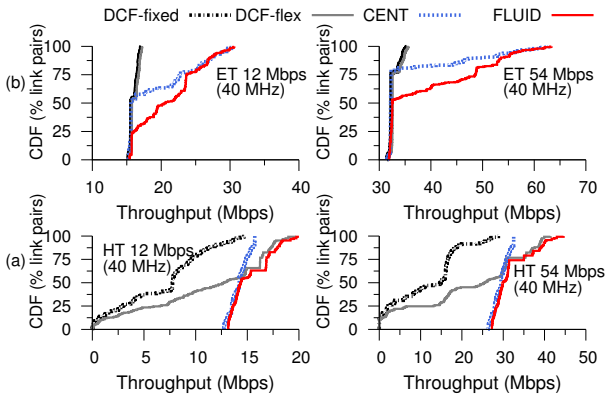 DCF-fixed DCF-flex CENT FLUID
(b)
CDF (% link pairs)
100
75
50
25
0
ET 12 Mbps
(40 MHz)
10 20 30 40
Throughput (Mbps)
CDF (% link pairs)
100
75
50
25
0
ET 54 Mbps
(40 MHz)
30 40 50 60 70
Throughput (Mbps)
(a)
CDF (% link pairs)
100
75
50
25
0
HT 12 Mbps
(40 MHz)
0 5 10 15 20
Throughput (Mbps)
CDF (% link pairs)
100
75
50
25
0
HT 54 Mbps
(40 MHz)
0 10 20 30 40 50
Throughput (Mbps)